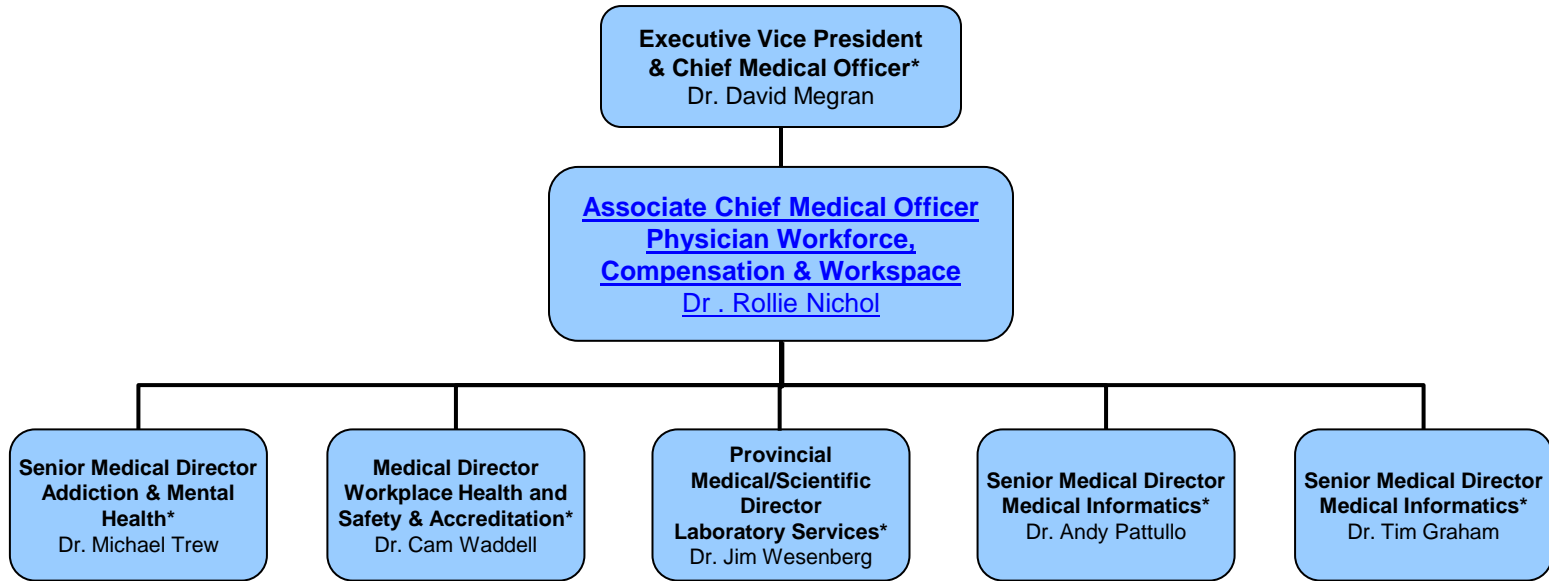 Executive Vice President
& Chief Medical Officer*
Dr. David Megran
Associate Chief Medical Officer
Physician Workforce,
Compensation & Workspace
Dr . Rollie Nichol
Senior Medical Director
Addiction & Mental
Health*
Dr. Michael Trew
Medical Director
Workplace Health and
Safety & Accreditation*
Dr. Cam Waddell
Provincial
Medical/Scientific
Director
Laboratory Services*
Dr. Jim Wesenberg
Senior Medical Director
Medical Informatics*
Dr. Andy Pattullo
Senior Medical Director
Medical Informatics*
Dr. Tim Graham